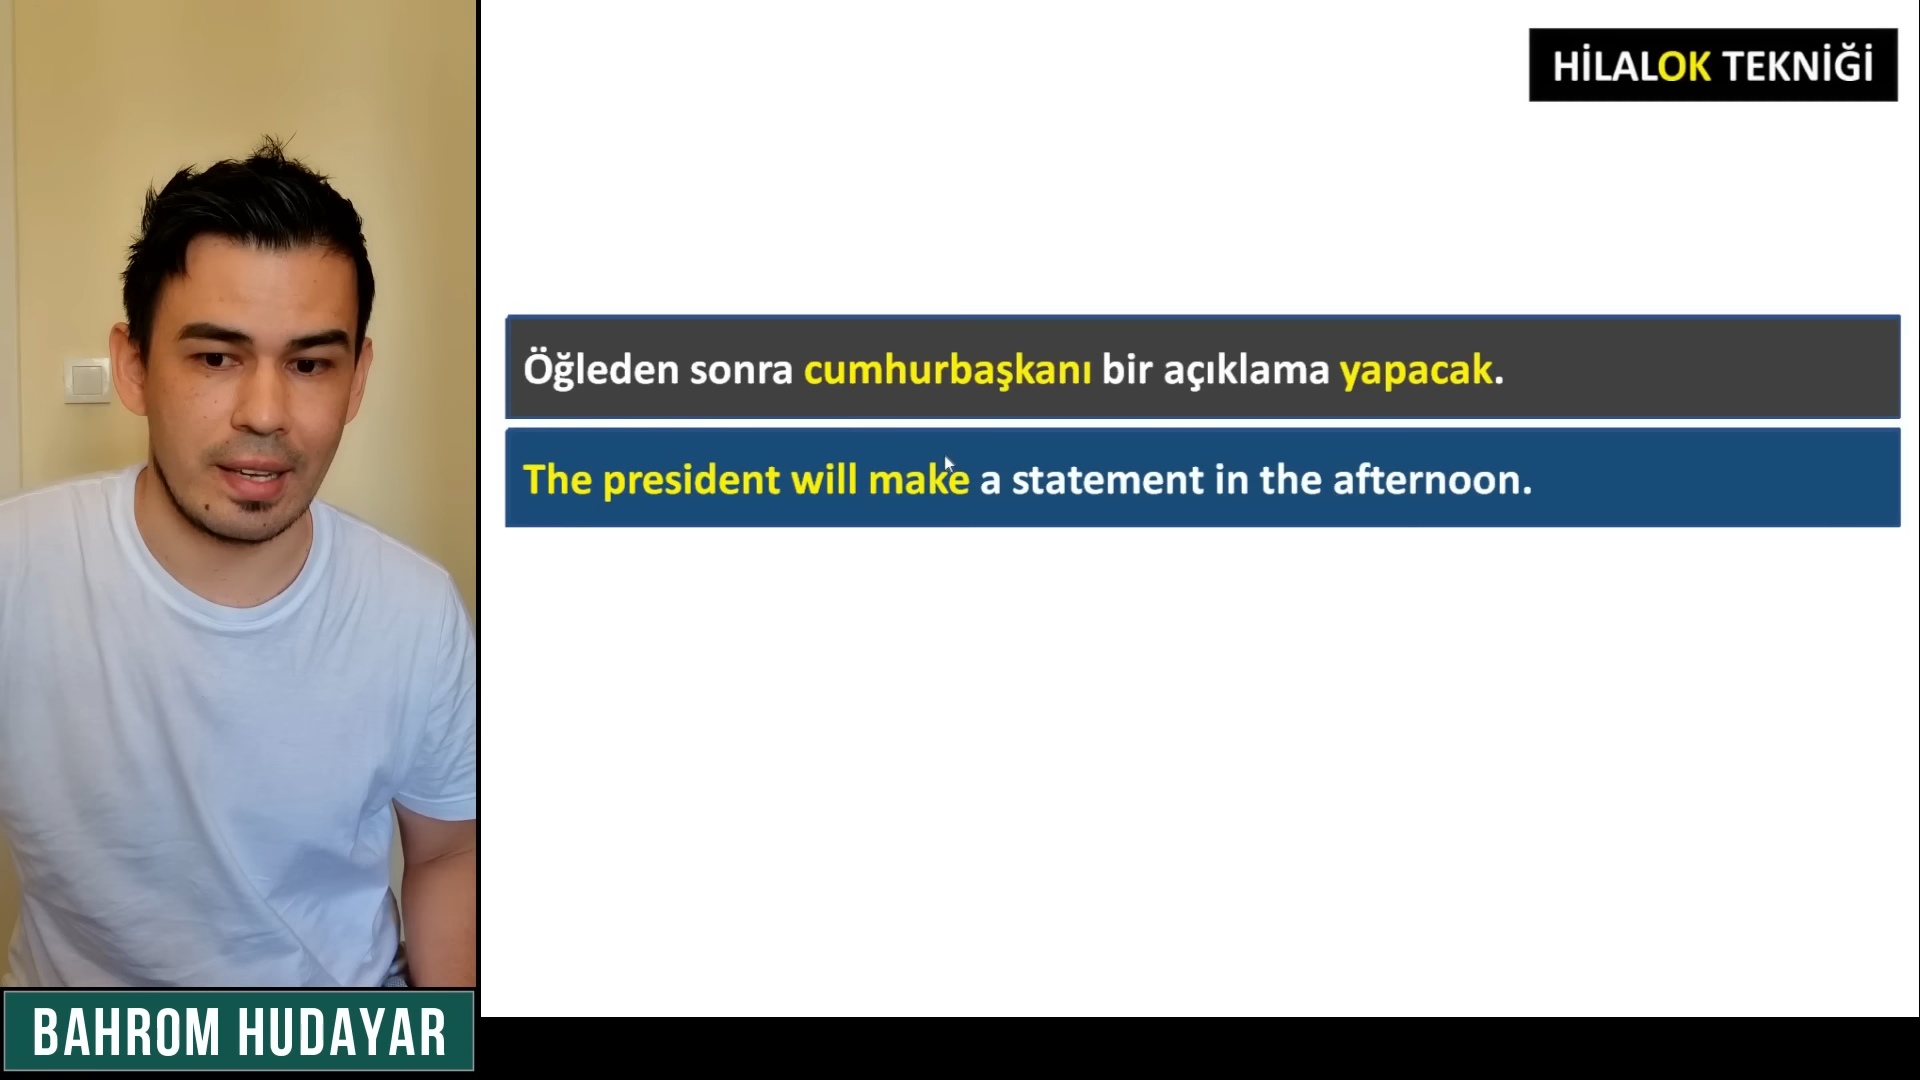 HİLALOK TEKNİĞİ
Öğleden sonra cumhurbaşkanı bir açıklama yapacak.
The president will make a statement in the afternoon.
BAHROM HUDAYAR